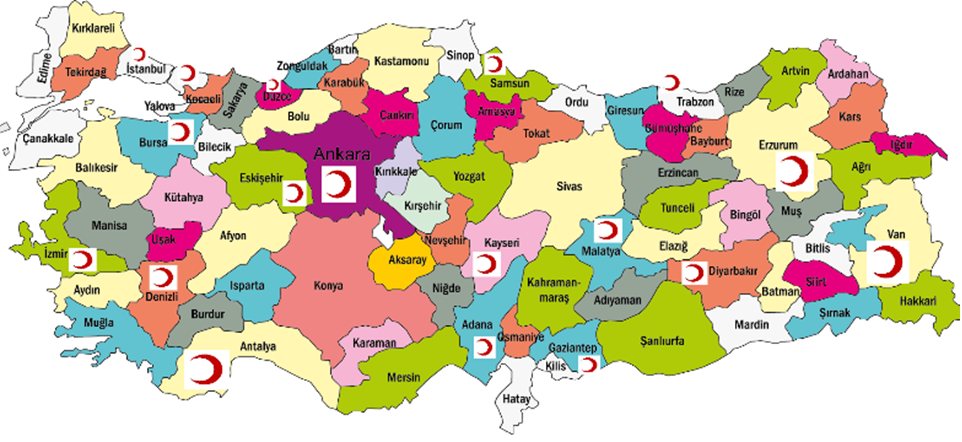 Kırklareli
Edirne
Tekirdağ
İstanbul
Yalova
Kocaeli
Sakarya
Düzce
Zonguldak
Bartın
Karabük
Kastamonu
Sinop
Samsun
Ordu
Giresun
Trabzon
Rize
Artvin
Ardahan
Çanakkale
Balıkesir
Bursa
Bilecik
Bolu
Çankırı
Çorum
Amasya
Tokat
Gümüşhane
Bayburt
Erzurum
Kars
Iğdır
Ankara
Eskişehir
Kütahya
Kırıkkale
Kırşehir
Yozgat
Sivas
Erzincan
Tunceli
Bingöl
Muş
Ağrı
Manisa
İzmir
Uşak
Afyon
Aksaray
Nevşehir
Kayseri
Malatya
Elazığ
Diyarbakır
Bitlis
Van
Aydın
Denizli
Isparta
Konya
Niğde
Kahraman-
maraş
Adıyaman
Batman
Siirt
Şırnak
Hakkari
Muğla
Burdur
Antalya
Karaman
Mersin
Adana
Osmaniye
Gaziantep
Kilis
Hatay
Şanlıurfa
Mardin